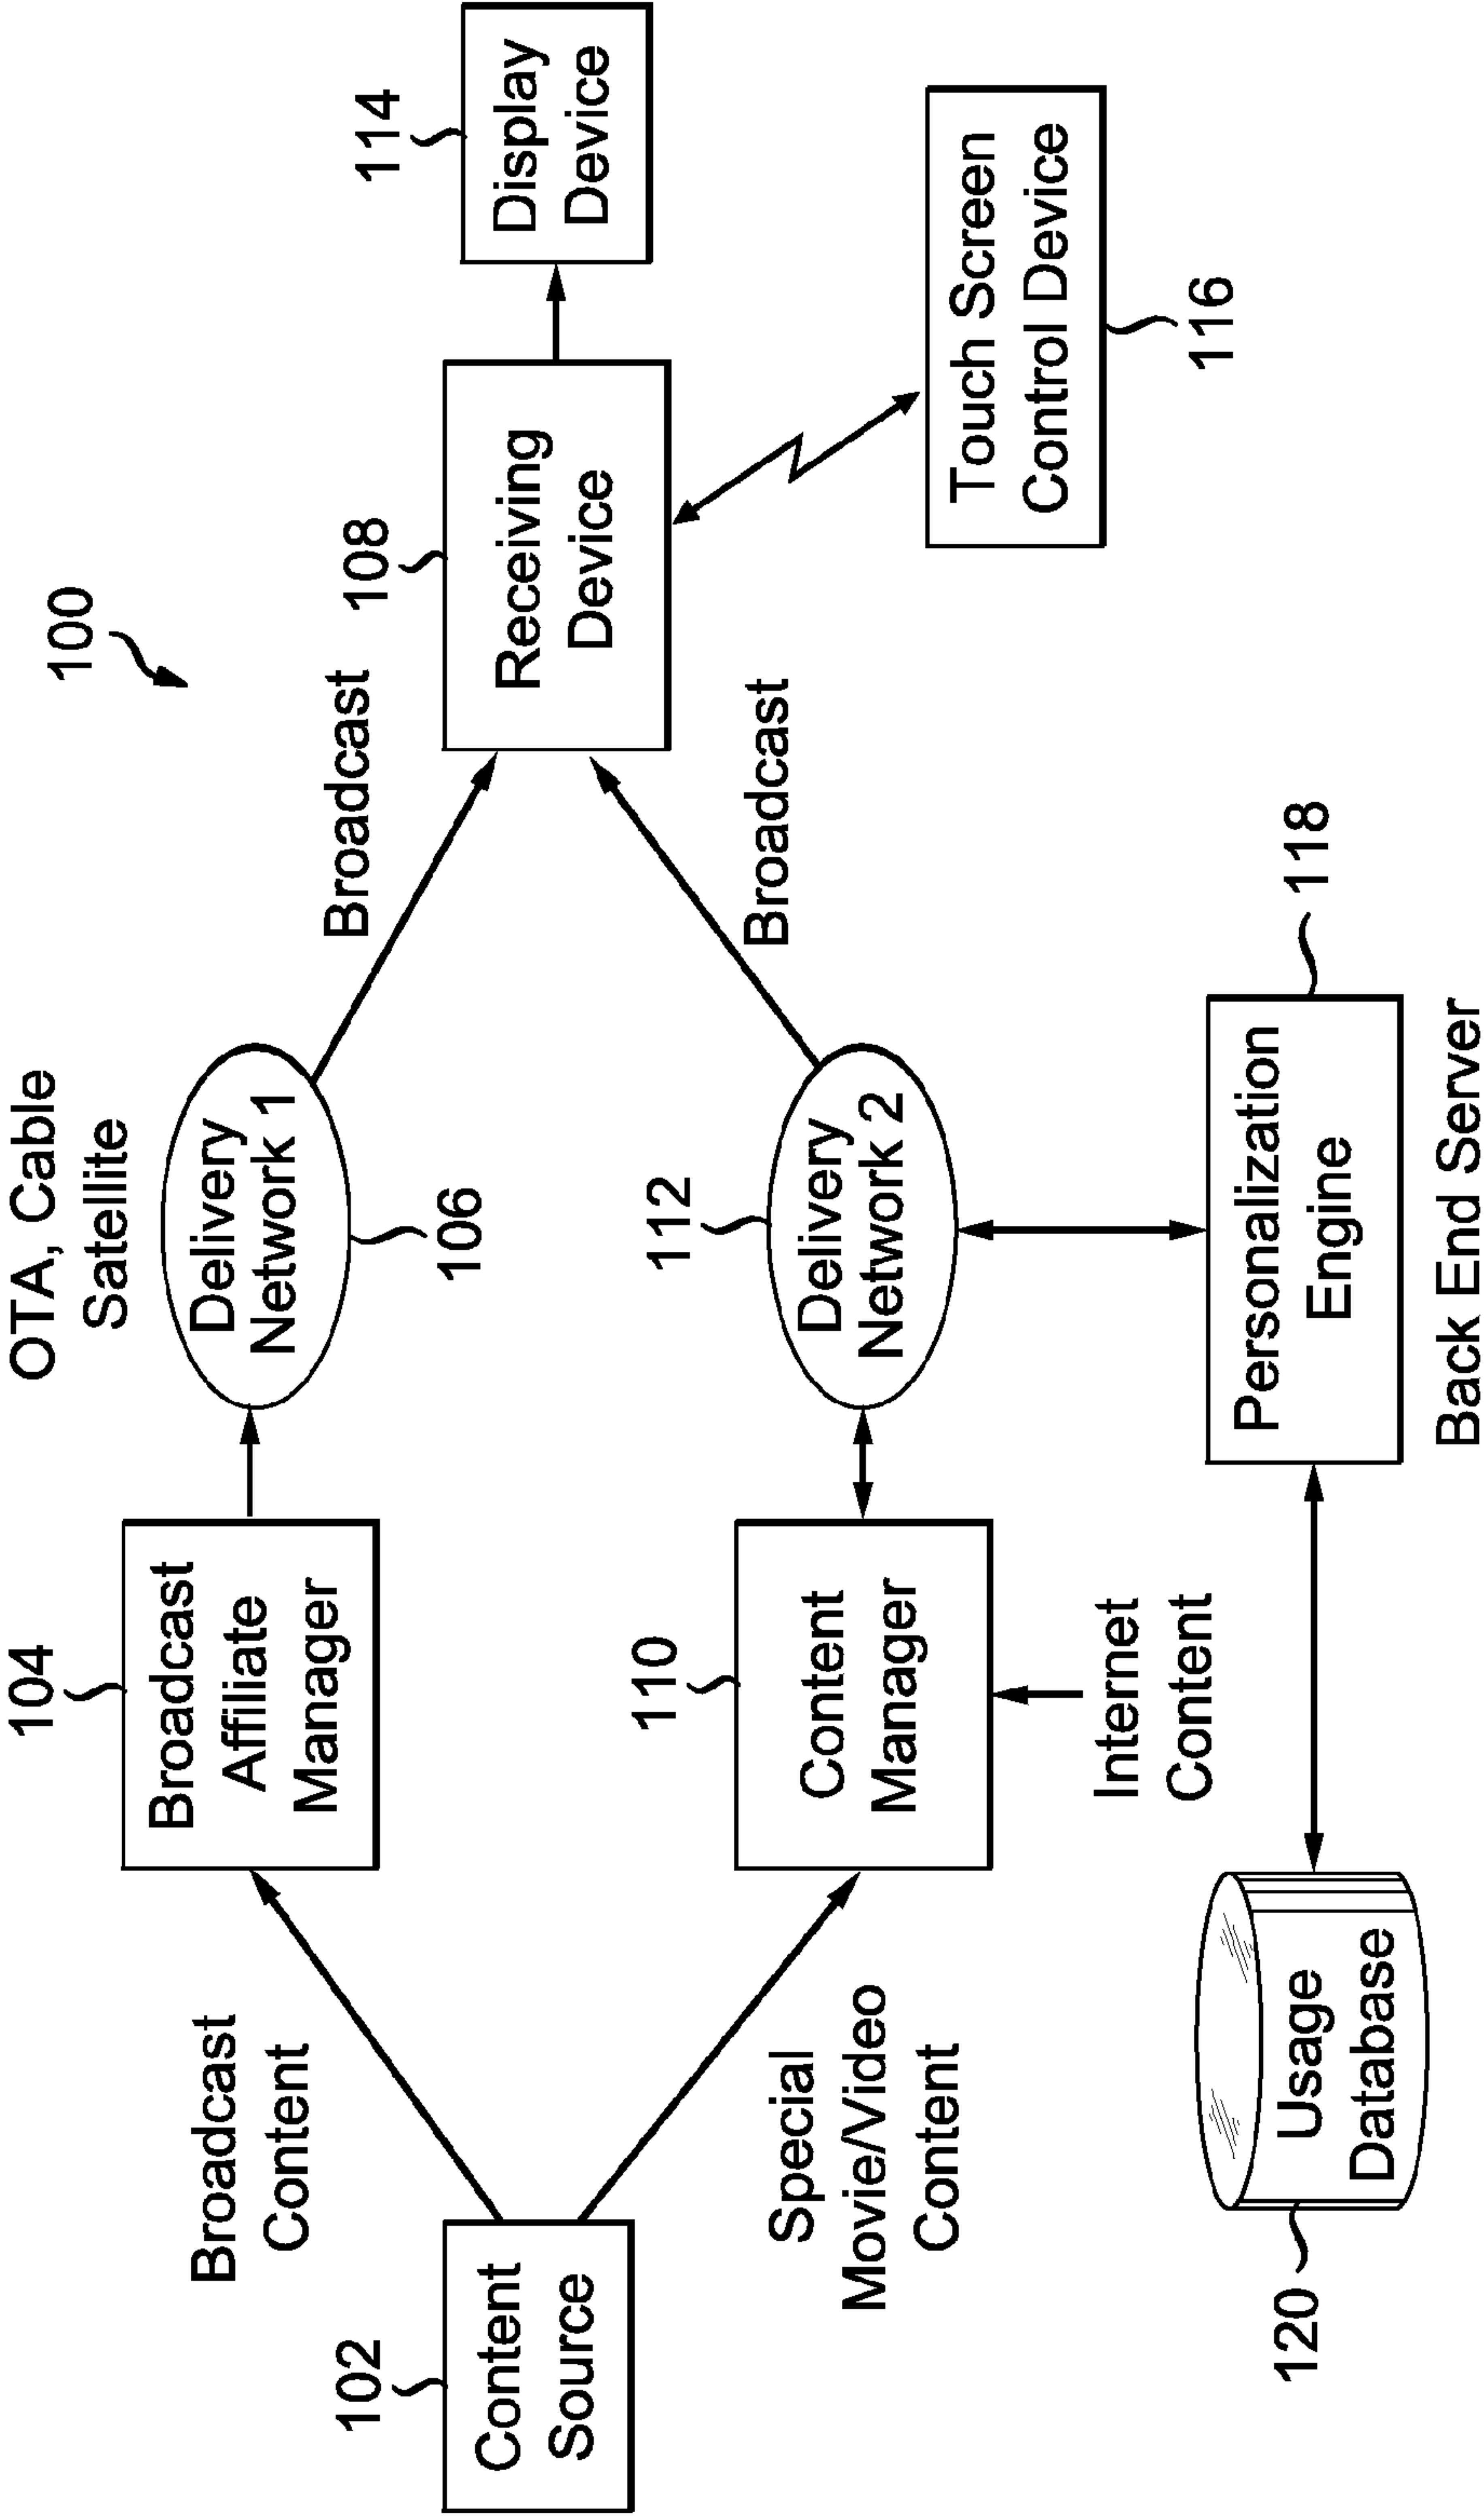 100
OTA, Cable
Satellite
104
Broadcast
Affiliate
Manager
Delivery
Network 1
106
Broadcast
Content
Broadcast
102
Content
Source
108
Receiving
Device
114
Display
Device
Special
Movie/Video
Content
110
Content
Manager
112
Delivery
Network 2
Broadcast
Touch Screen
Control Device
116
Internet
Content
120
Usage
Database
Personalization
Engine
118
Back End Server